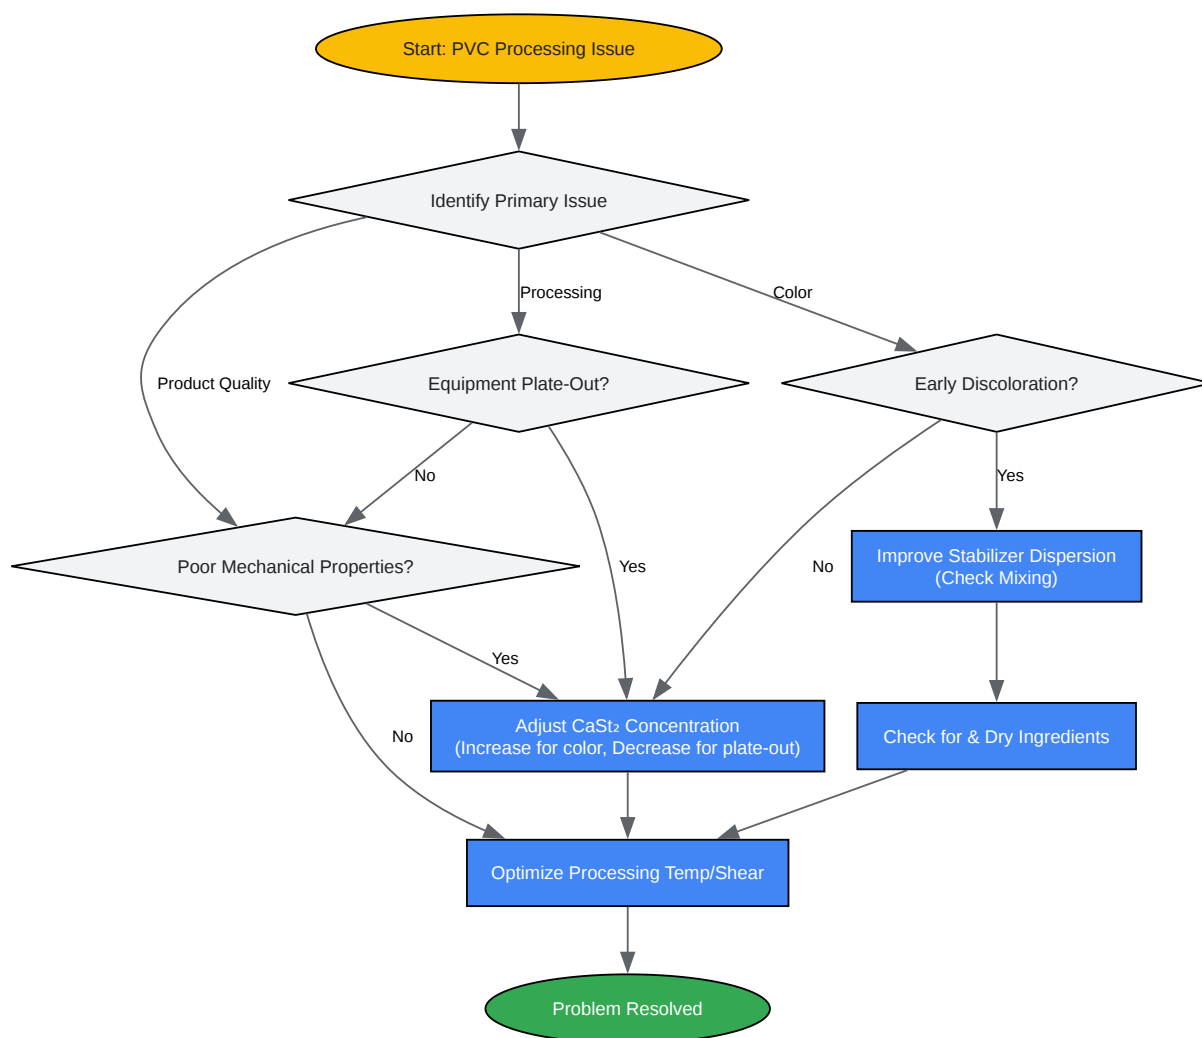 Start: PVC Processing Issue
Identify Primary Issue
Processing
Color
Product Quality
Equipment Plate-Out?
Early Discoloration?
No
Yes
Poor Mechanical Properties?
Yes
No
Improve Stabilizer Dispersion
(Check Mixing)
Yes
No
Adjust CaSt₂ Concentration
(Increase for color, Decrease for plate-out)
Check for & Dry Ingredients
Optimize Processing Temp/Shear
Problem Resolved